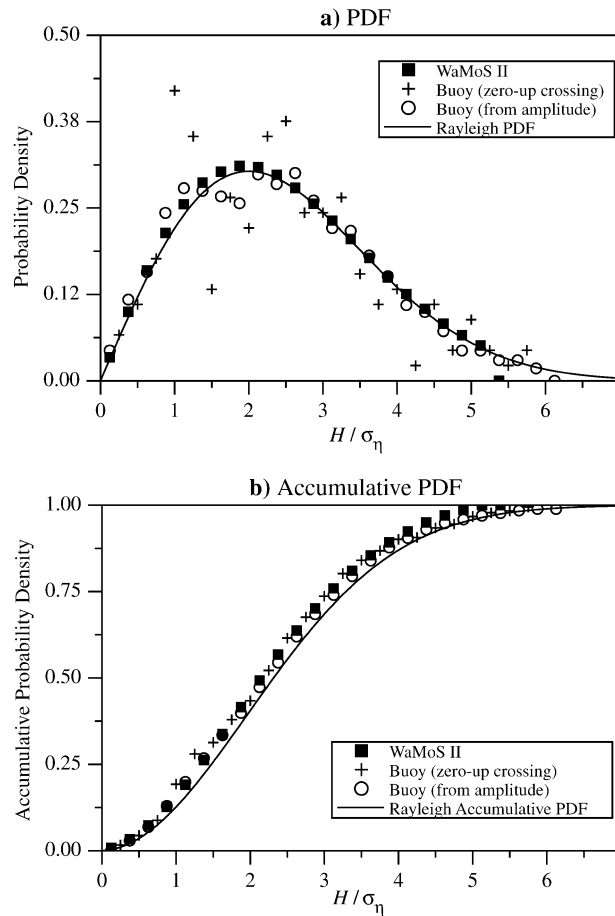 a) PDF
0.50
0.38
0.25
0.12
0.00
Probability Density
WaMoS II
Buoy (zero-up crossing)
Buoy (from amplitude)
Rayleigh PDF
0 1 2 3 4 5 6
H / ση
b) Accumulative PDF
1.00
0.75
0.50
0.25
0.00
Accumulative Probability Density
WaMoS II
Buoy (zero-up crossing)
Buoy (from amplitude)
Rayleigh Accumulative PDF
0 1 2 3 4 5 6
H / ση